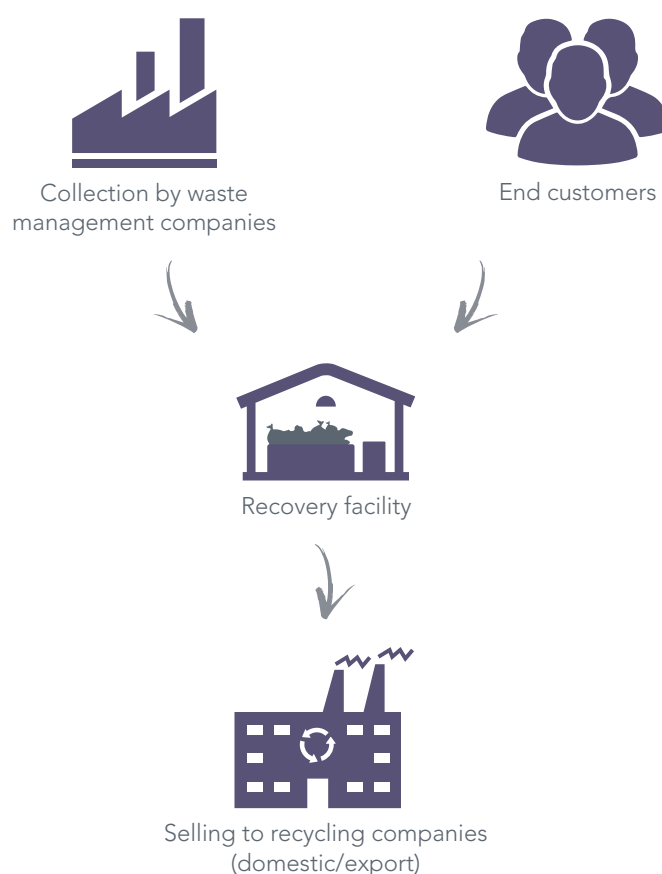 Collection by waste
management companies
End customers
Recovery facility
Selling to recycling companies
(domestic/export)